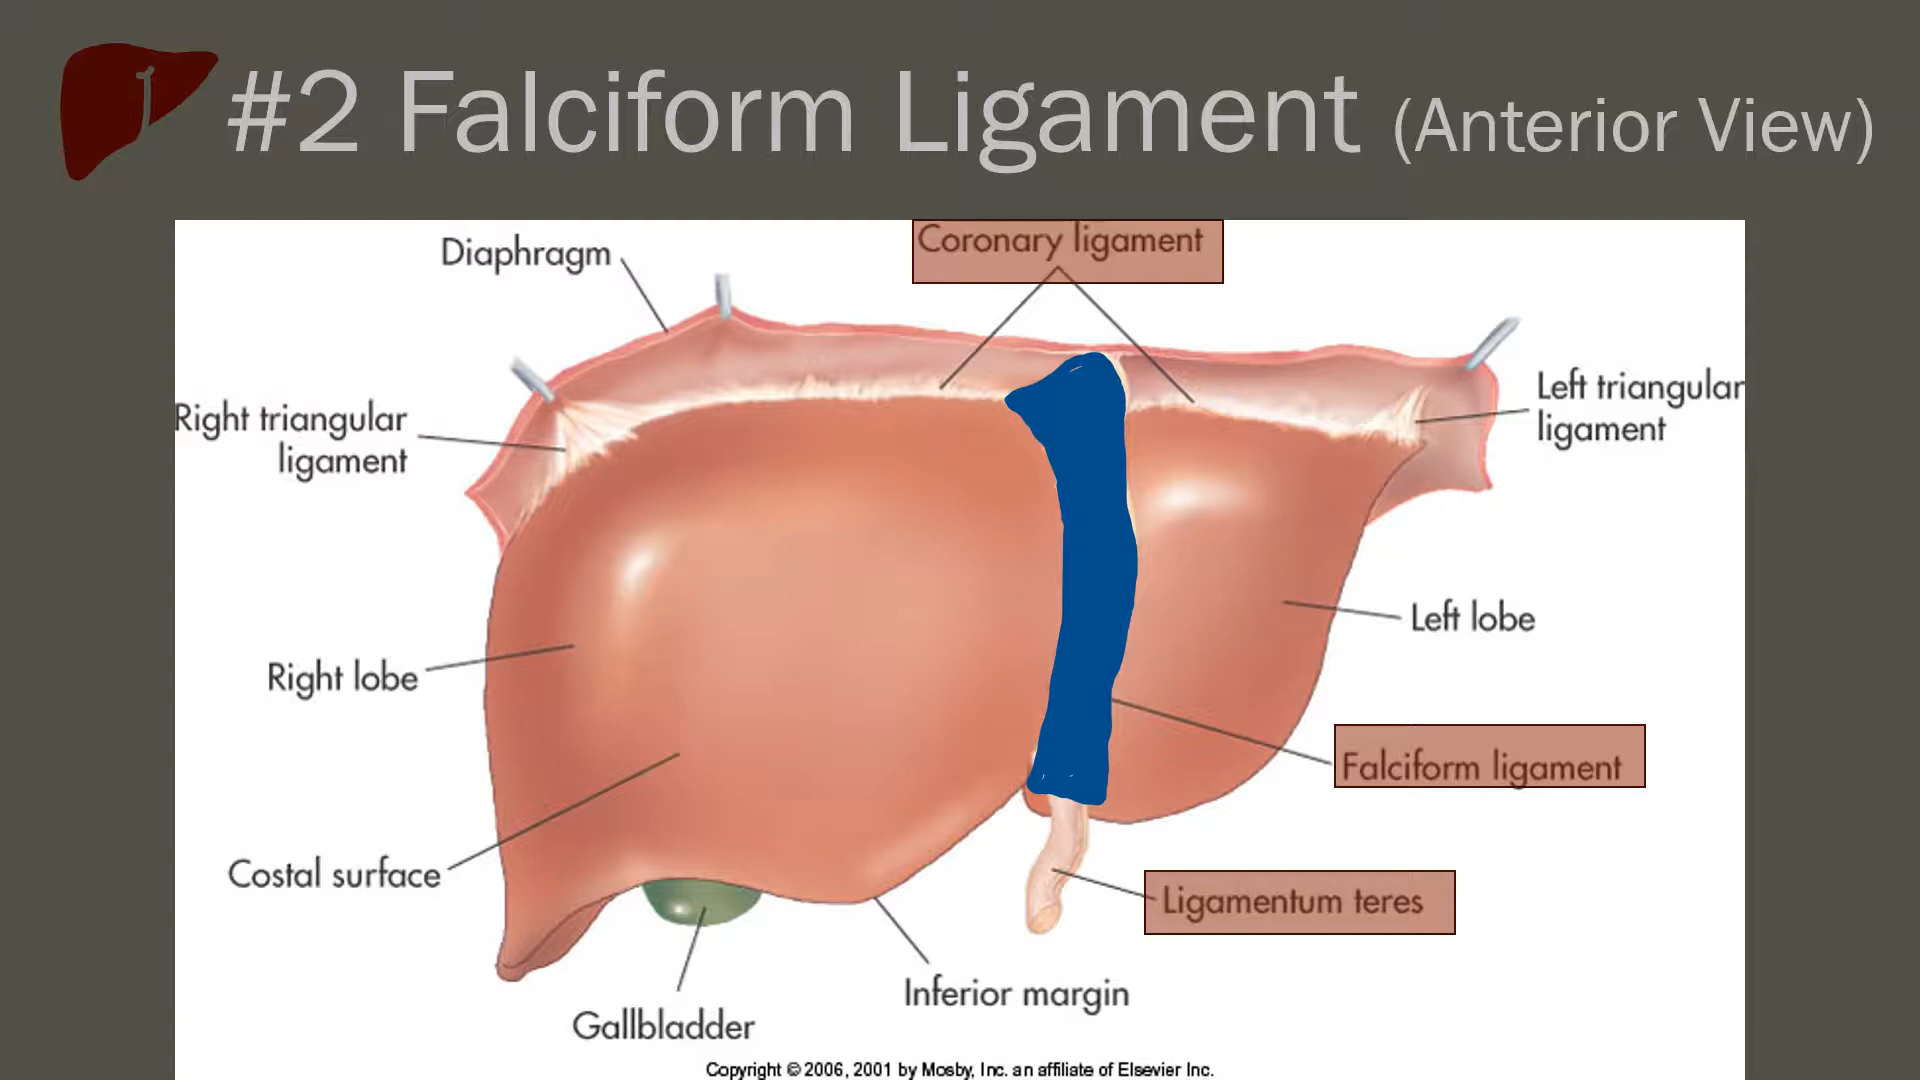 #2 Falciform Ligament (Anterior View)
Diaphragm
Coronary ligament
Right triangular
ligament
Left triangular
ligament
Left lobe
Right lobe
Falciform ligament
Costal surface
Ligamentum teres
Inferior margin
Gallbladder
Copyright © 2006, 2001 by Mosby, Inc. an affiliate of Elsevier Inc.